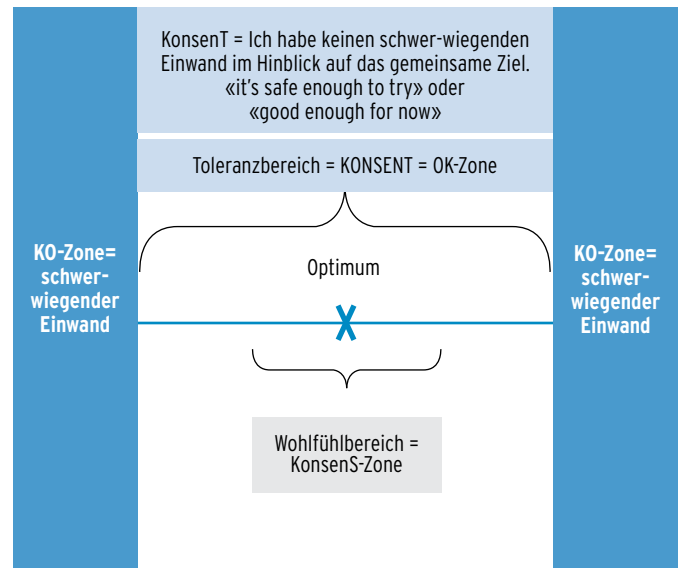 KonsenT = Ich habe keinen schwer-wiegenden
Einwand im Hinblick auf das gemeinsame Ziel.
«it's safe enough to try» oder
«good enough for now»
Toleranzbereich = KONSENT = OK-Zone
KO-Zone=
schwer-
wiegender
Einwand
Optimum
KO-Zone=
schwer-
wiegender
Einwand
Wohlfühlbereich =
KonsenS-Zone